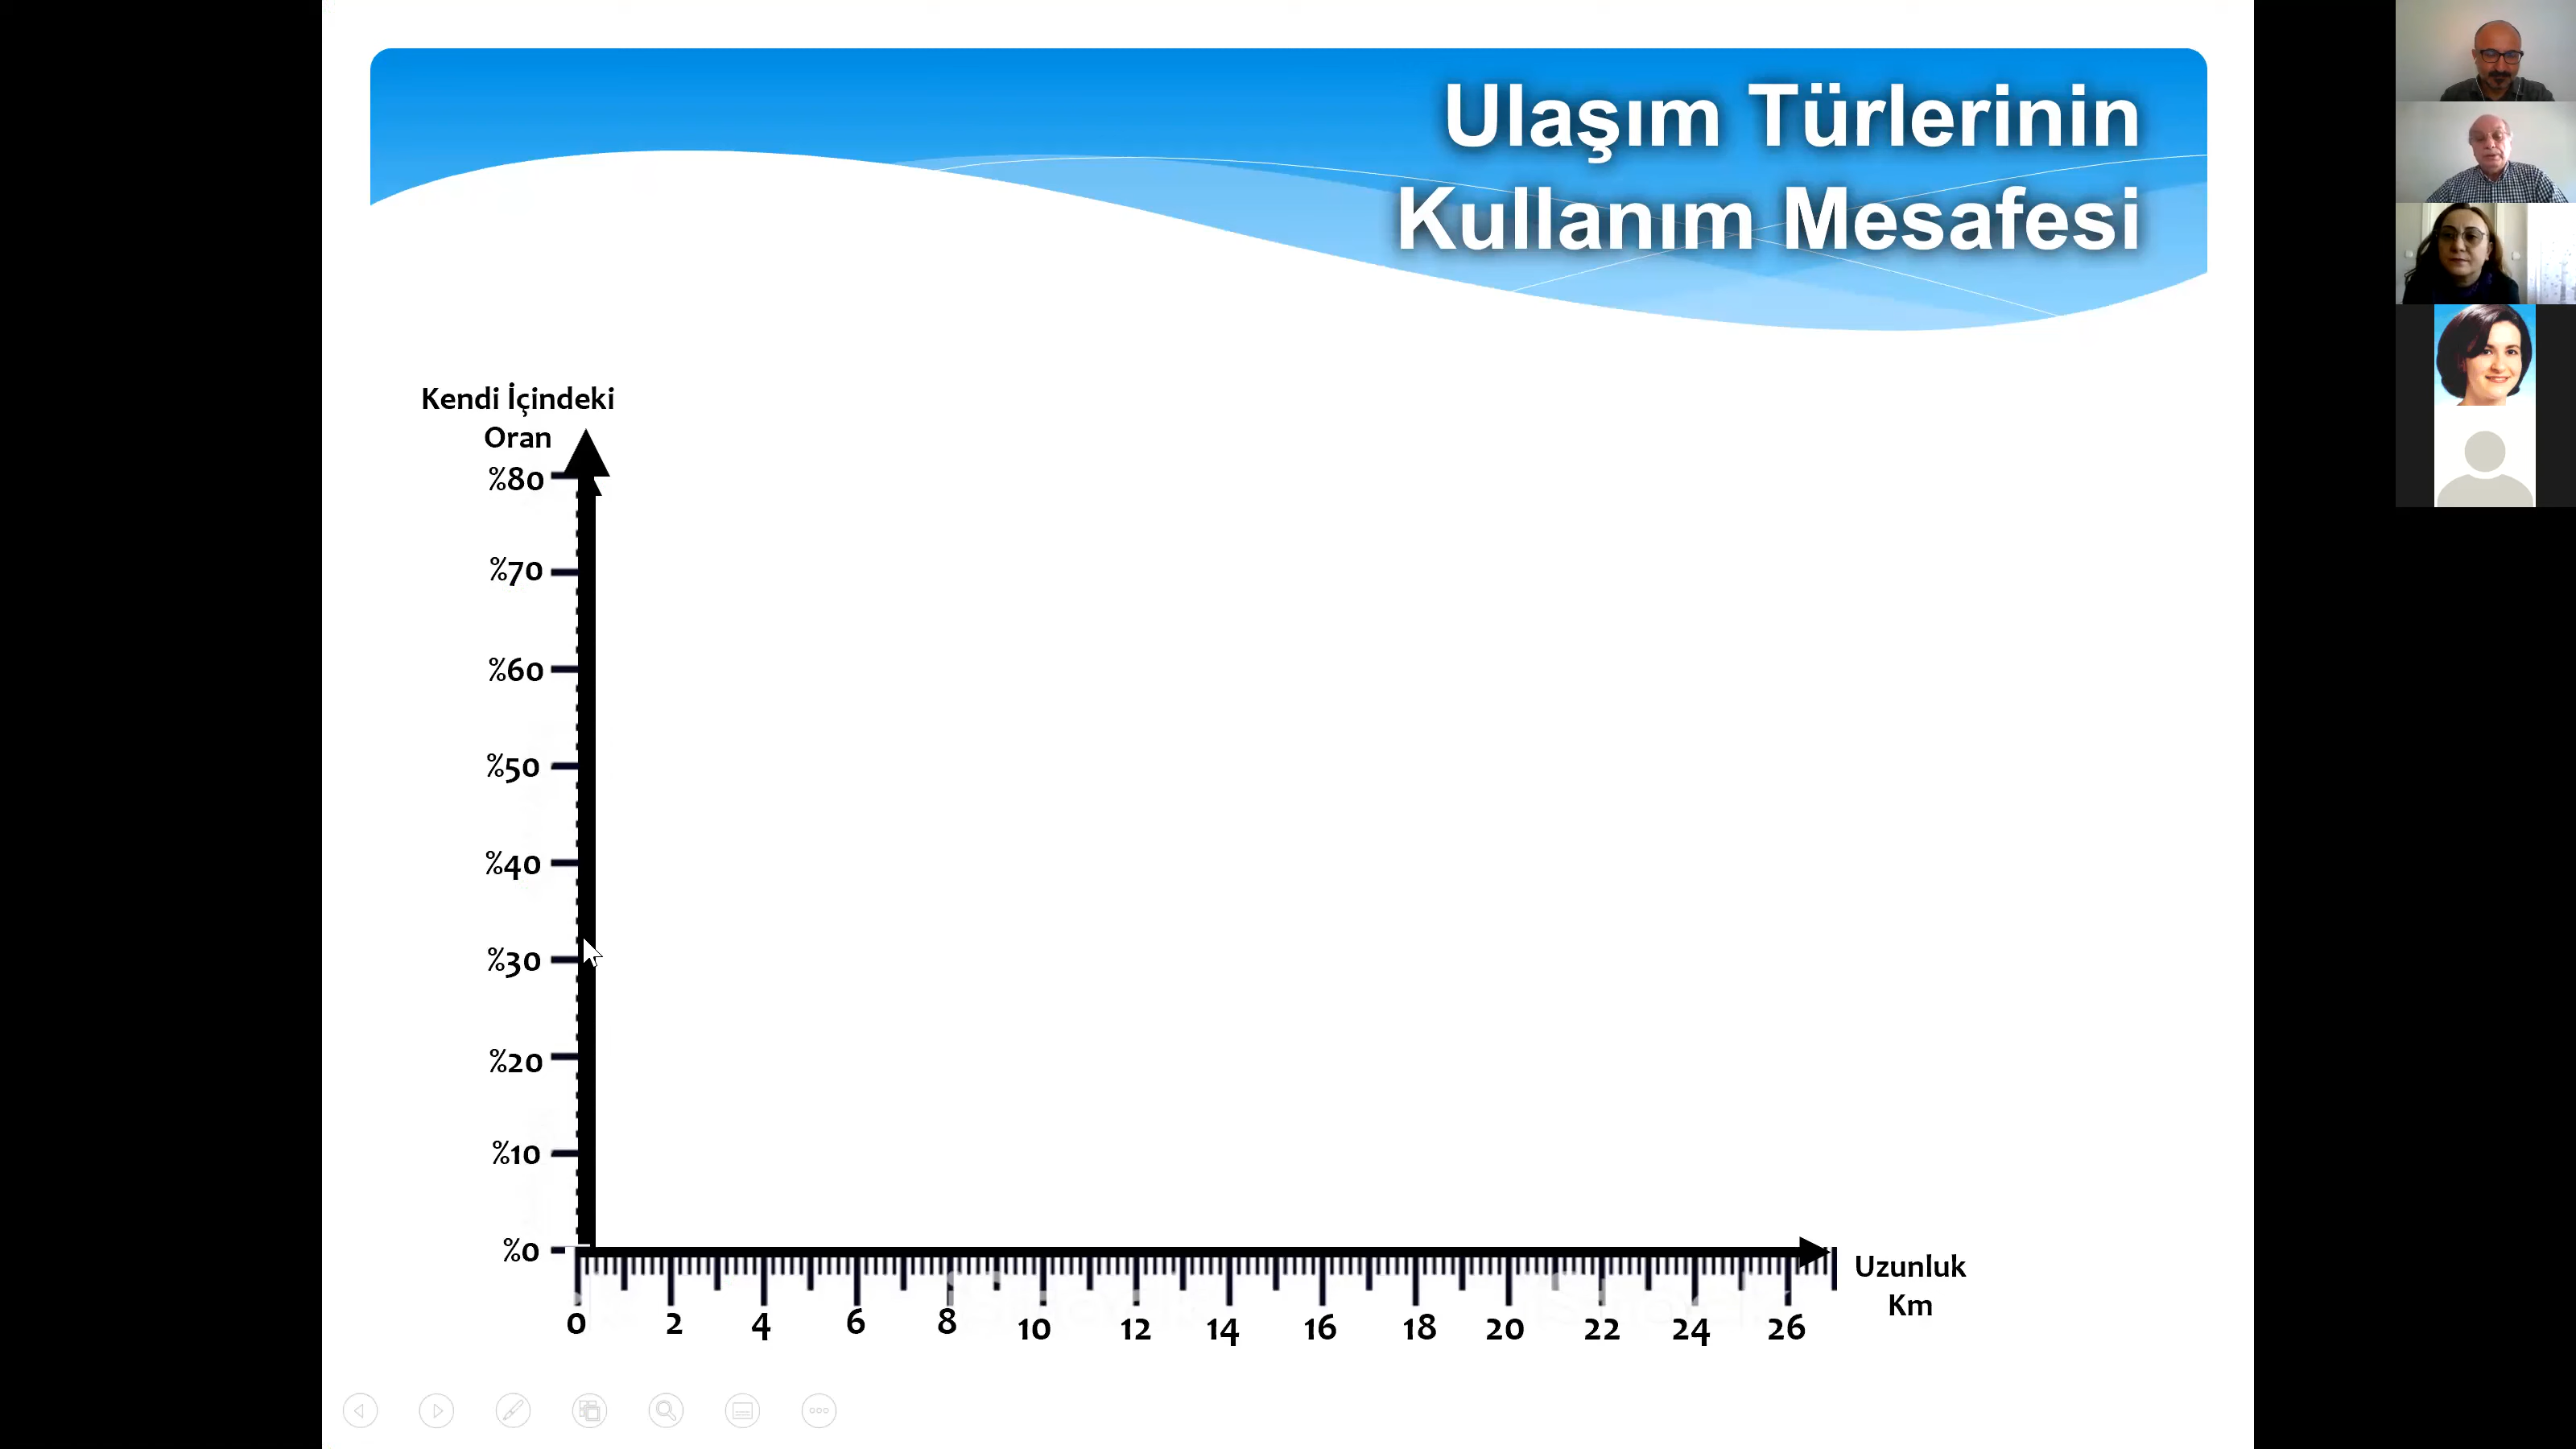 Ulaşım Türlerinin
Kullanım Mesafesi
Kendi İçindeki
Oran
%80
%70
%60
%50
%40
%30
%20
%10
%0
0 2 4 6 8 10 12 14 16 18 20 22 24 26
Uzunluk
Km